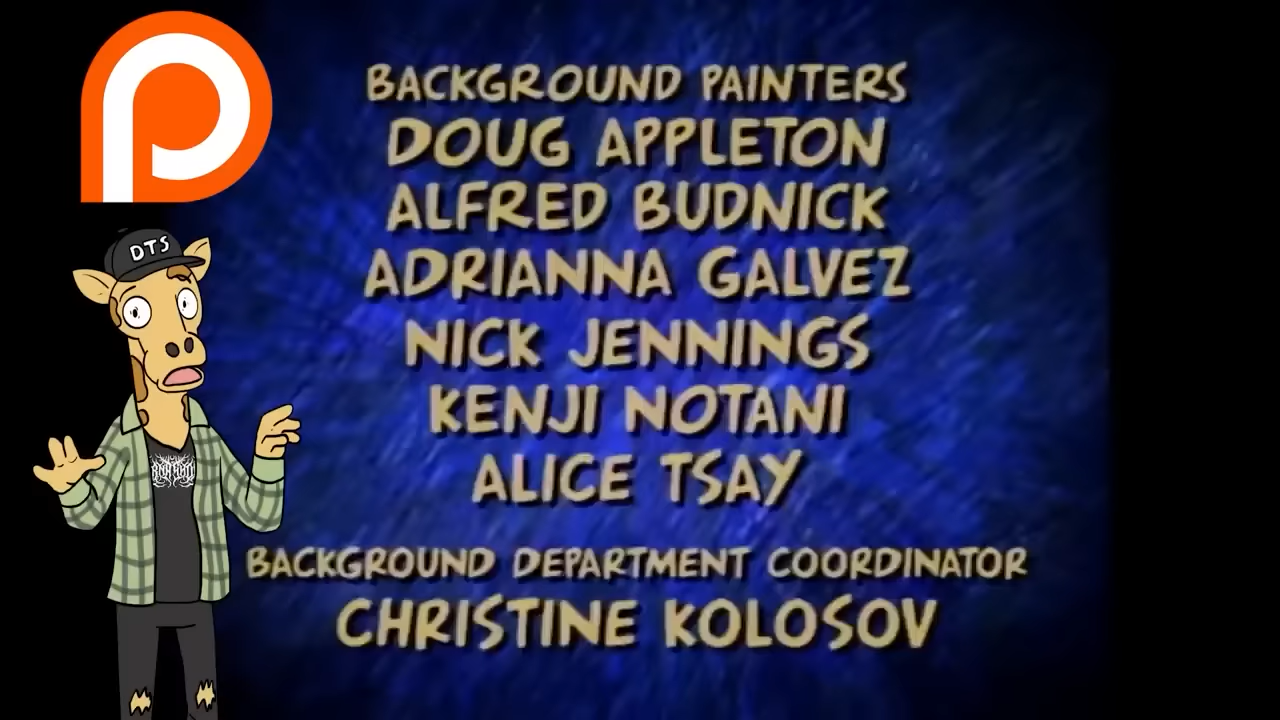 BACKGROUND PAINTERS
DOUG APPLETON
ALFRED BUDNICK
ADRIANNA GALVEZ
NICK JENNINGS
KENJI NOTANI
ALICE TSAY
BACKGROUND DEPARTMENT COORDINATOR
CHRISTINE KOLOSOV
DTS